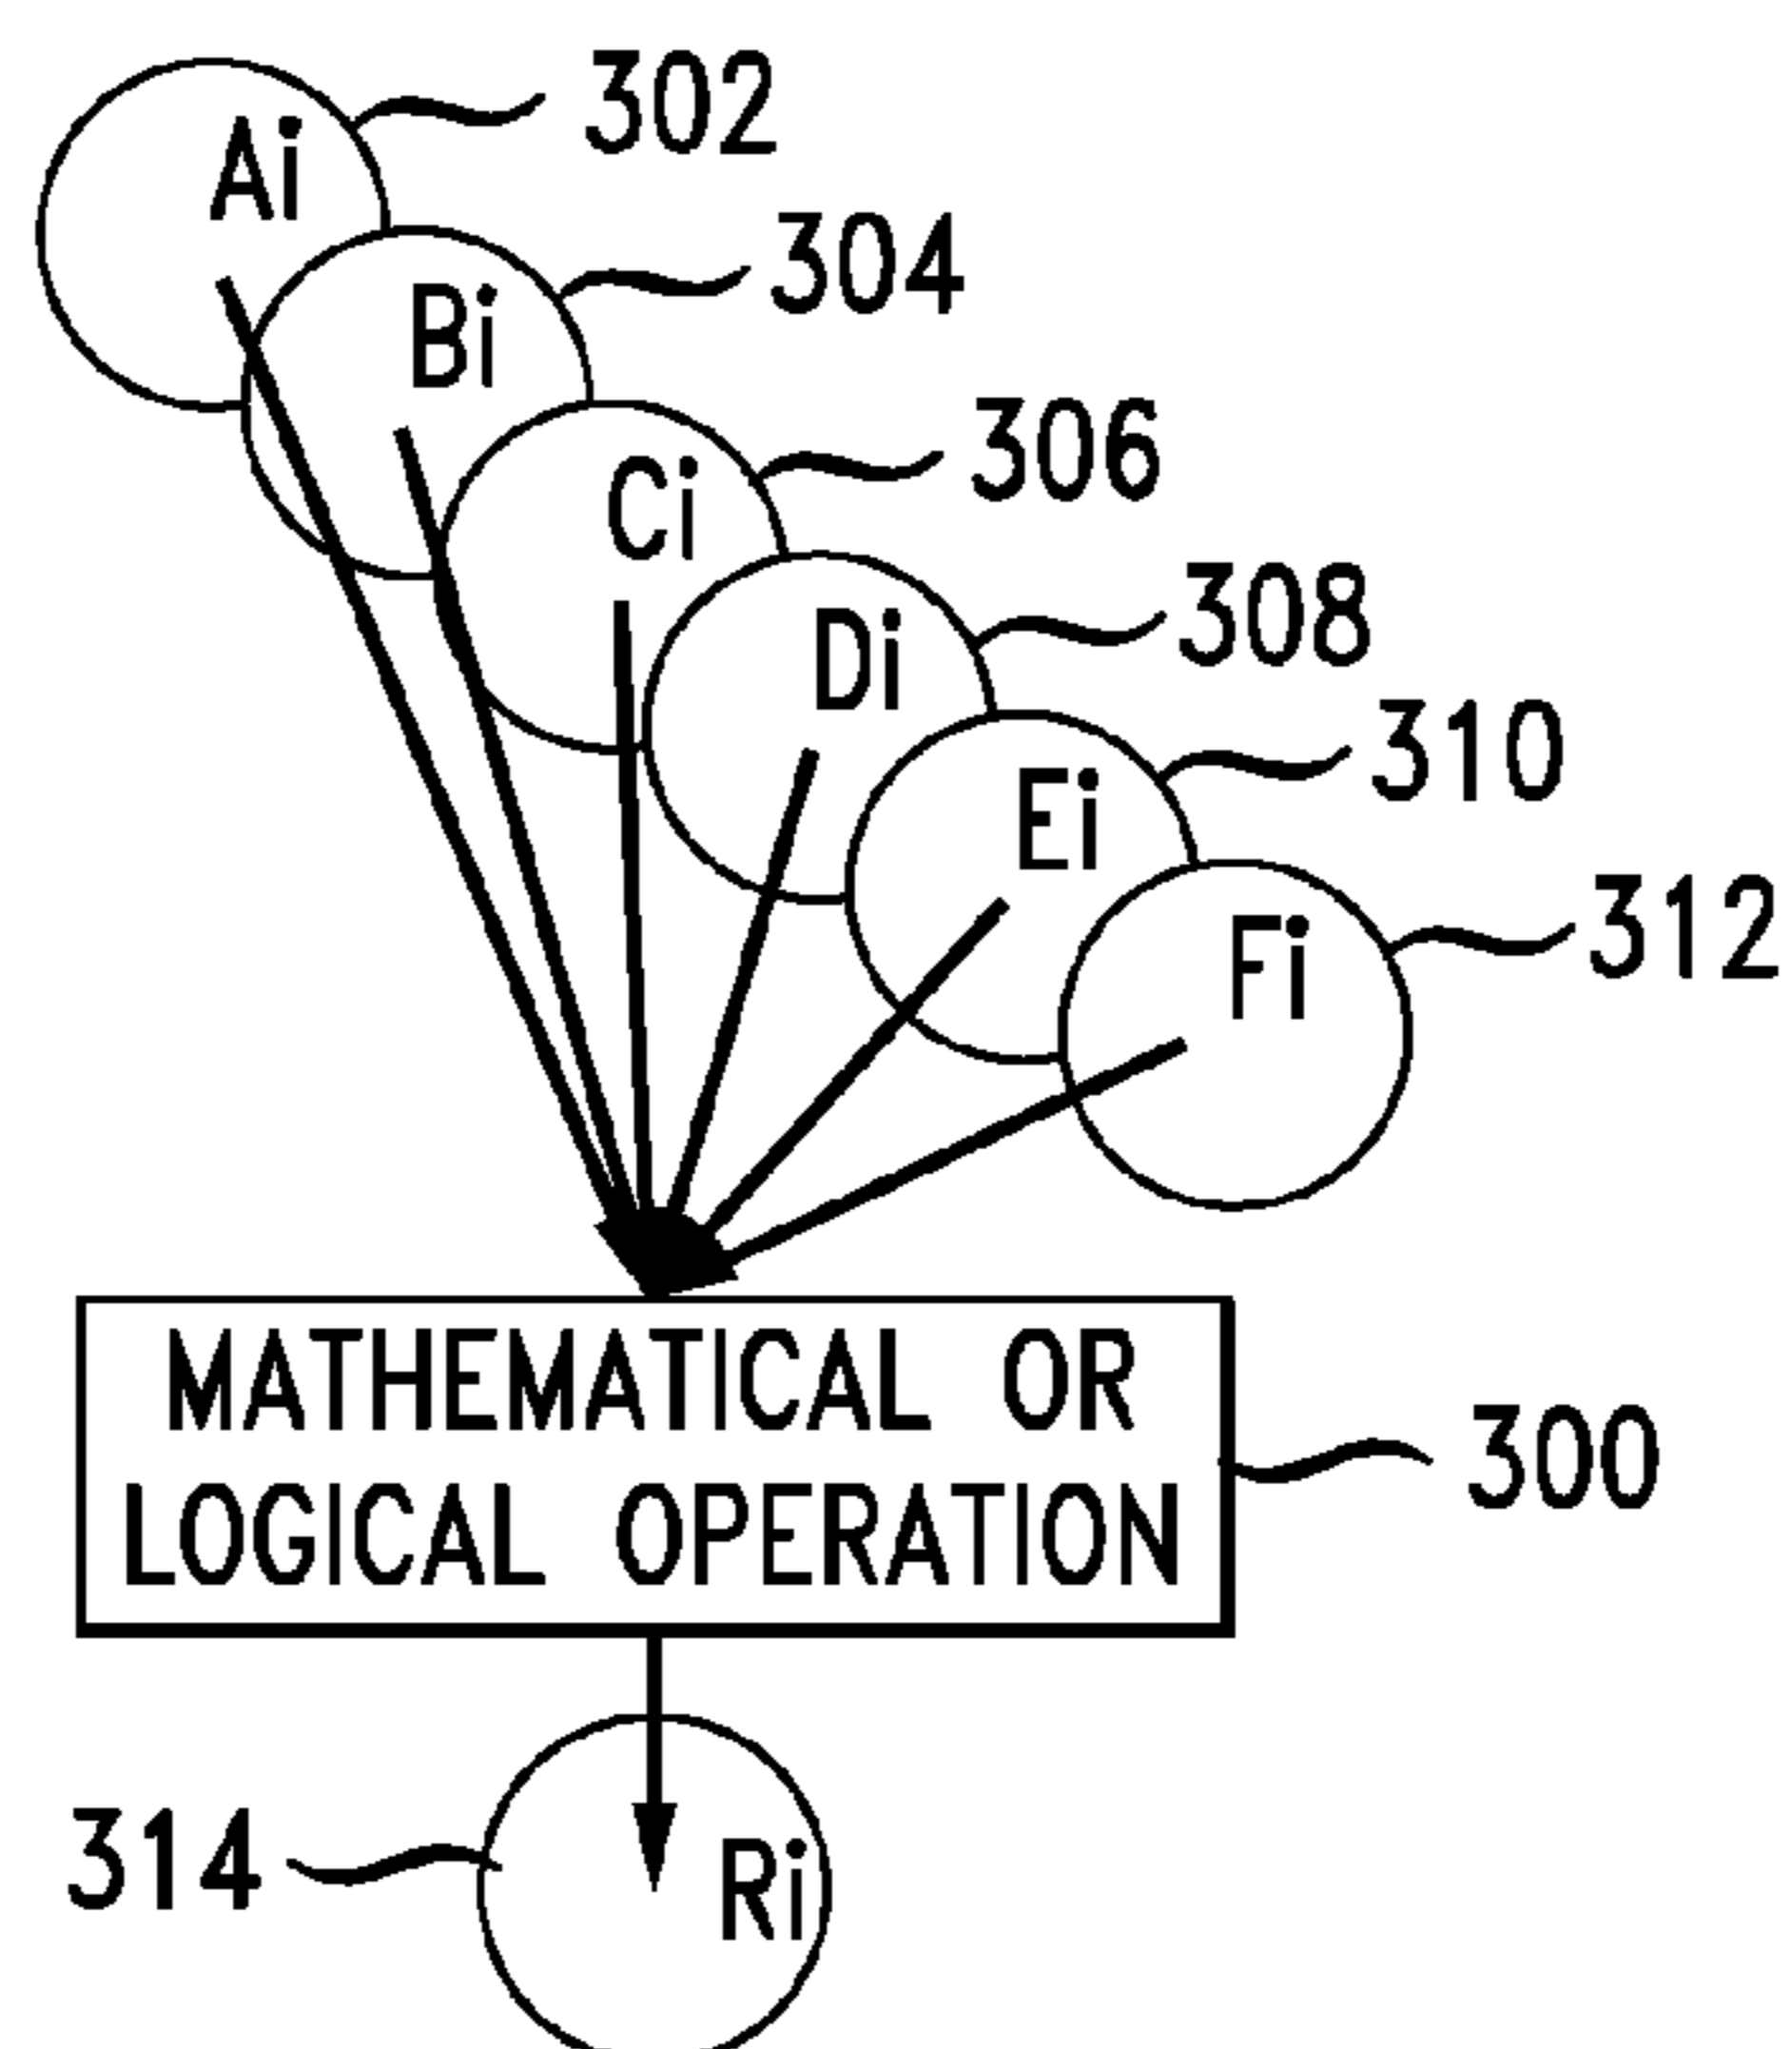 302
Ai
304
Bi
306
Ci
308
Di
310
Ei
312
Fi
MATHEMATICAL OR
LOGICAL OPERATION
300
314
Ri